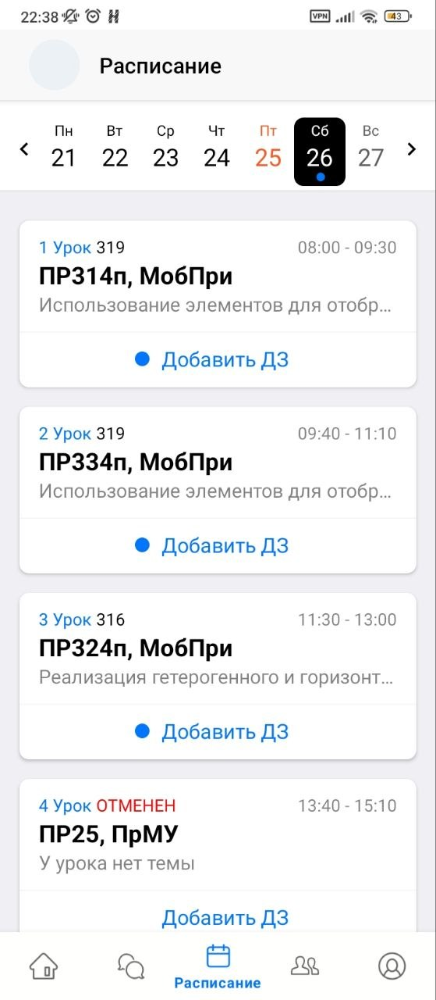 22:38 VPN 43
Расписание
Пн Вт Ср Чт Пт Сб Вс
21 22 23 24 25 26 27
1 Урок 319 08:00 - 09:30
ПР314п, МобПри
Использование элементов для отобр...
Добавить ДЗ
2 Урок 319 09:40 - 11:10
ПР334п, МобПри
Использование элементов для отобр...
Добавить ДЗ
3 Урок 316 11:30 - 13:00
ПР324п, МобПри
Реализация гетерогенного и горизонт...
Добавить ДЗ
4 Урок ОТМЕНЕН 13:40 - 15:10
ПР25, ПрМУ
У урока нет темы
Добавить ДЗ
Расписание